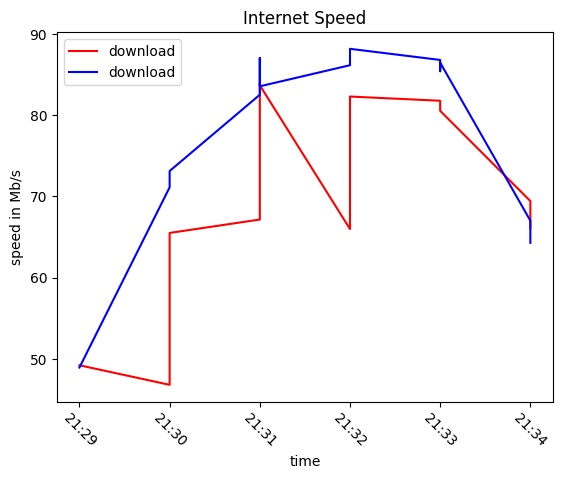 Internet Speed
download
download
90
80
70
60
50
speed in Mb/s
21:29
21:30
21:31
21:32
21:33
21:34
time